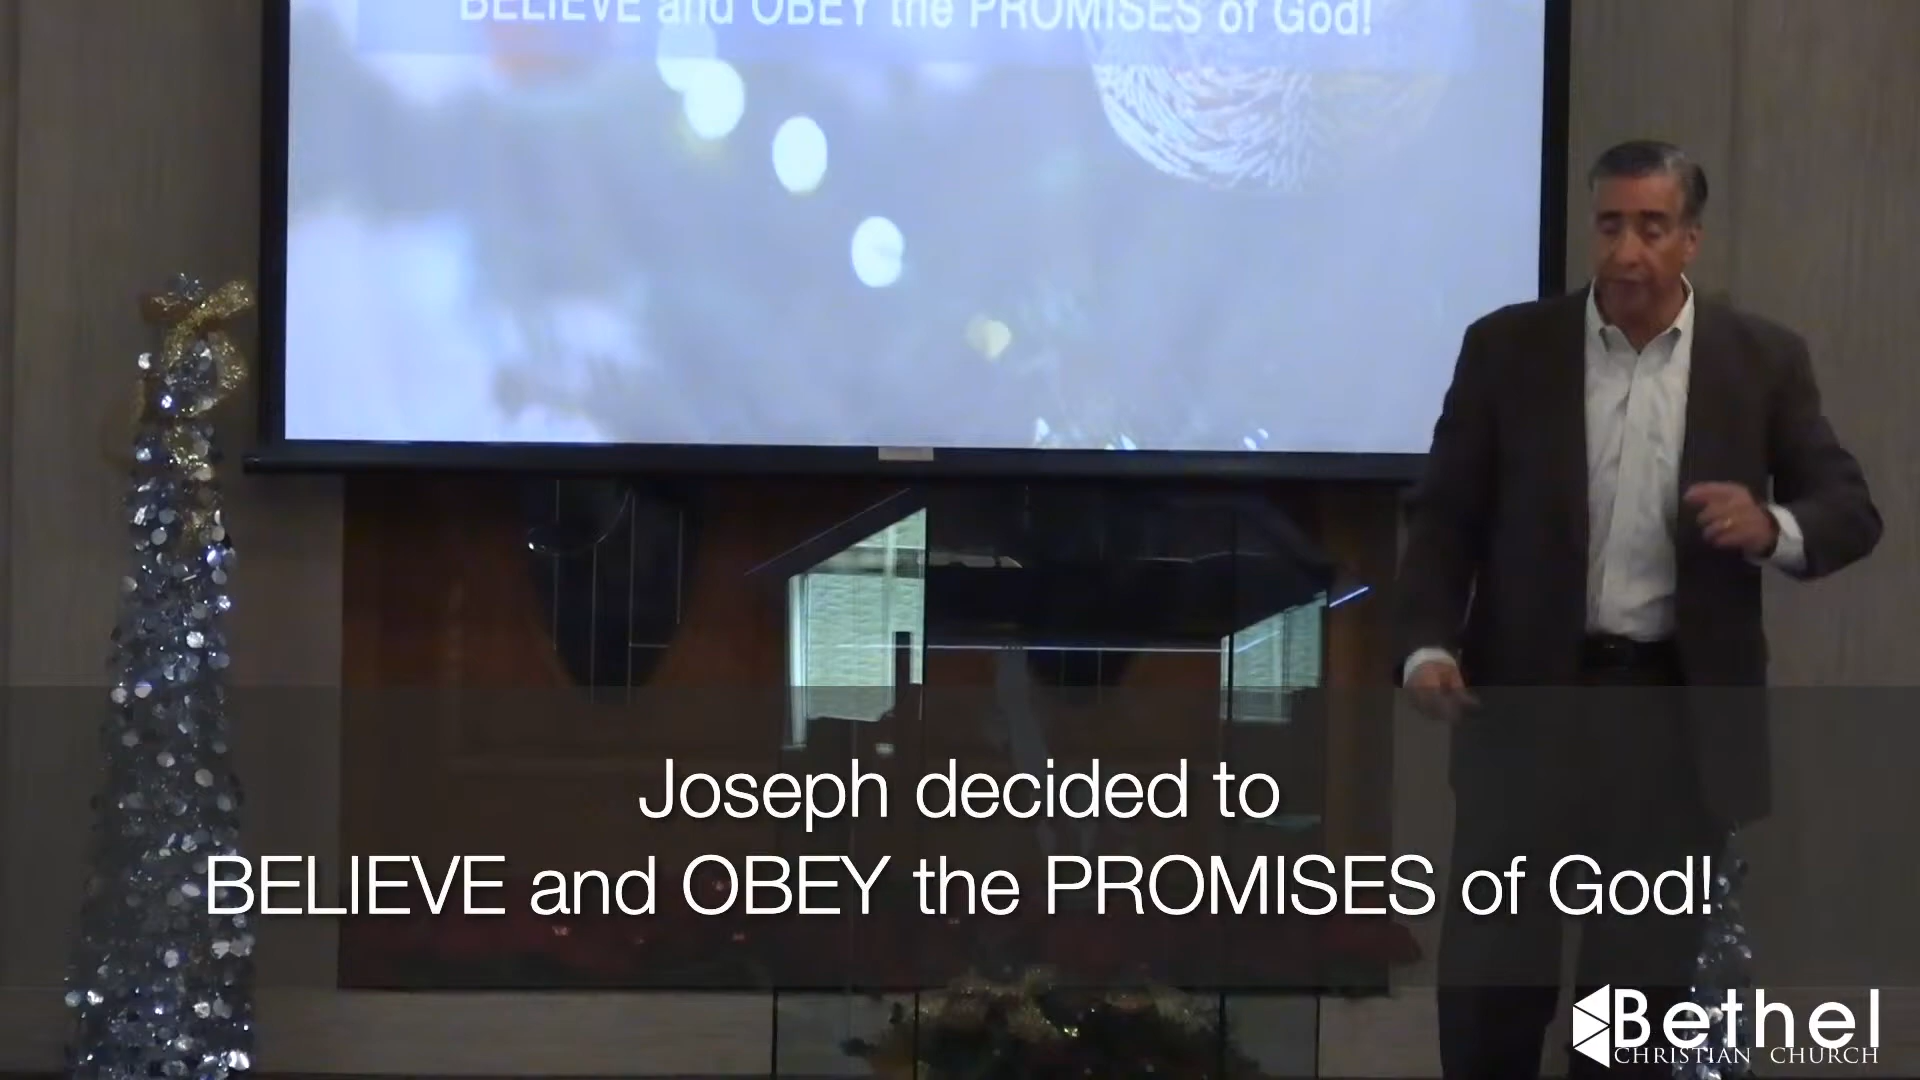 BELIEVE and OBEY the PROMISES of God!
Joseph decided to
BELIEVE and OBEY the PROMISES of God!
Bethel
CHRISTIAN CHURCH